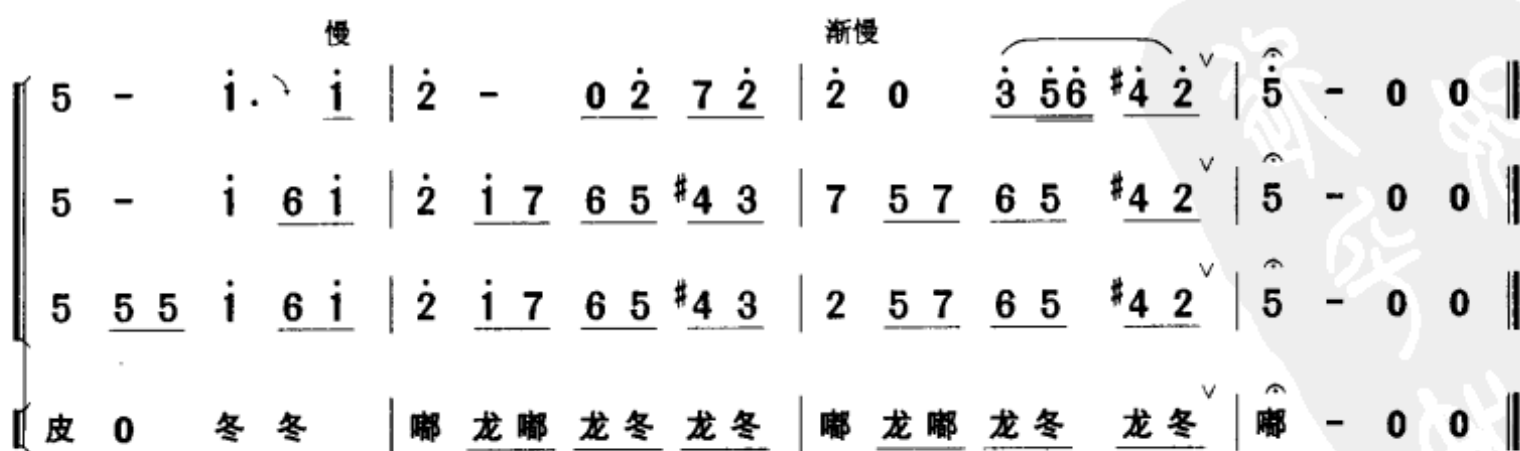 慢 渐慢
5 - i̇. i̇ | 2̇ - 0 2̇ 7 2̇ | 2̇ 0 3̇ 5̇6̇ #4̇ 2̇ ∨ | 5̇ - 0 0 ‖
5 - i̇ 6 i̇ | 2̇ i̇ 7 6 5 #4 3 | 7 5 7 6 5 #4 2 ∨ | 5 - 0 0 ‖
5 5 5 i̇ 6 i̇ | 2̇ i̇ 7 6 5 #4 3 | 2 5 7 6 5 #4 2 ∨ | 5 - 0 0 ‖
皮 0 冬 冬 | 嘟 龙 嘟 龙 冬 龙 冬 | 嘟 龙 嘟 龙 冬 龙 冬 ∨ | 嘟 - 0 0 ‖